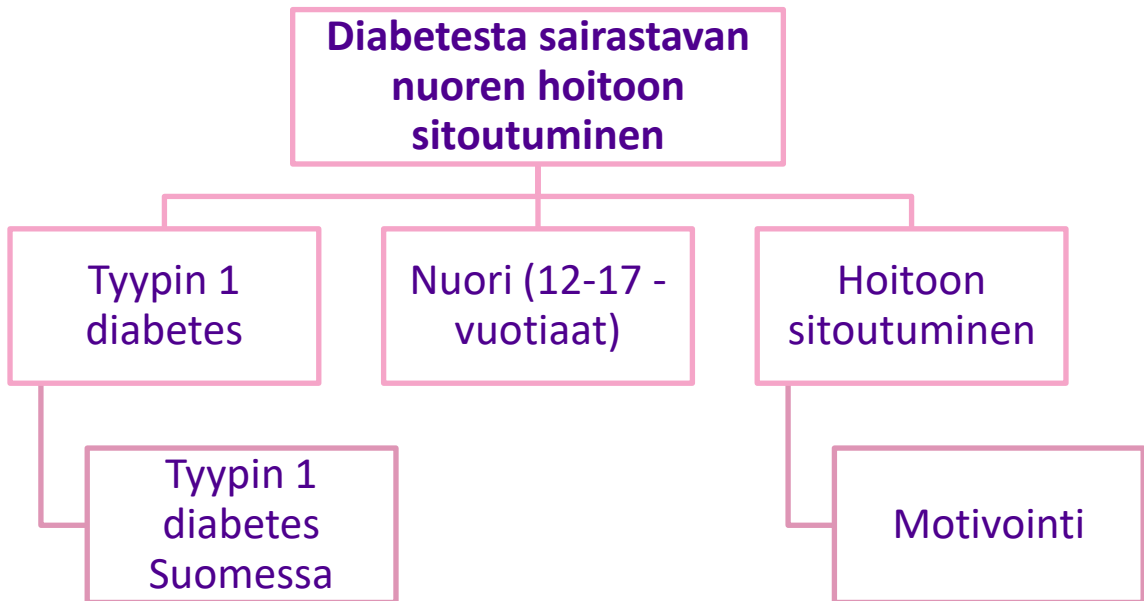 Diabetesta sairastavan
nuoren hoitoon
sitoutuminen
Tyypin 1
diabetes
Nuori (12-17 -
vuotiaat)
Hoitoon
sitoutuminen
Tyypin 1
diabetes
Suomessa
Motivointi